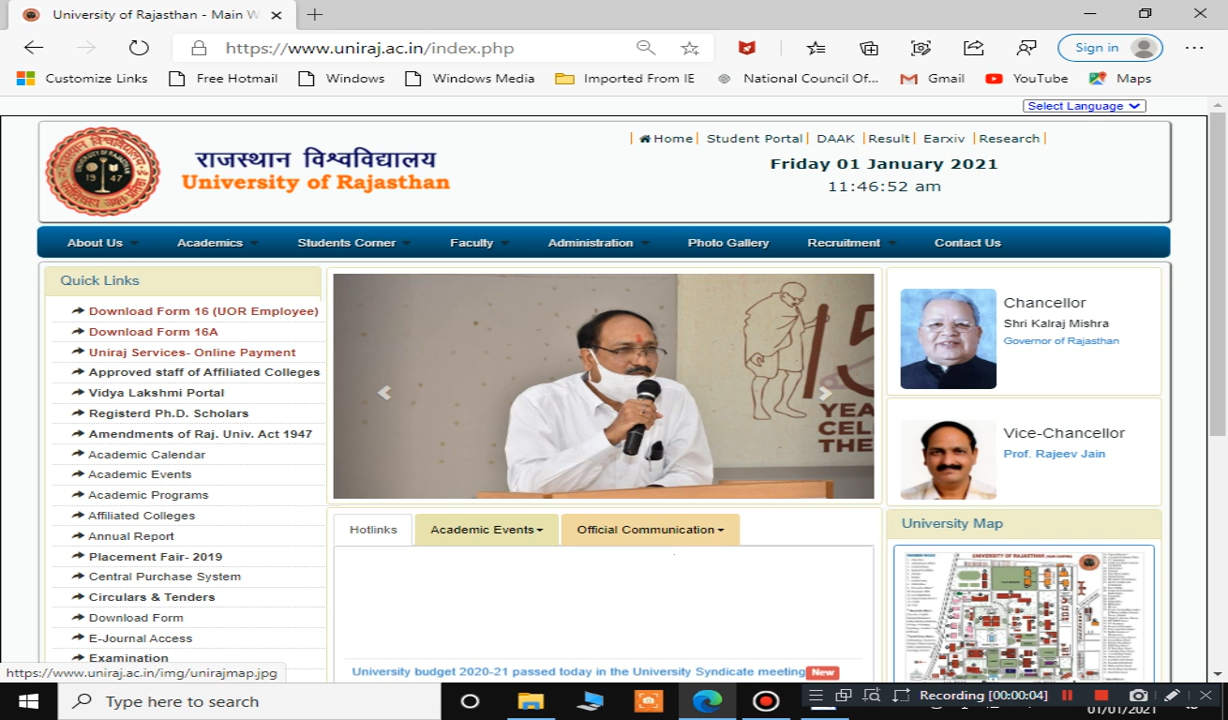 University of Rajasthan - Main W
https://www.uniraj.ac.in/index.php
Sign in
Customize Links
Free Hotmail
Windows
Windows Media
Imported From IE
National Council Of...
Gmail
YouTube
Maps
Select Language
राजस्थान विश्वविद्यालय
University of Rajasthan
1947
| Home | Student Portal | DAAK | Result | Earxiv | Research |
Friday 01 January 2021
11:46:52 am
About Us
Academics
Students Corner
Faculty
Administration
Photo Gallery
Recruitment
Contact Us
Quick Links
Download Form 16 (UOR Employee)
Download Form 16A
Uniraj Services- Online Payment
Approved staff of Affiliated Colleges
Vidya Lakshmi Portal
Registerd Ph.D. Scholars
Amendments of Raj. Univ. Act 1947
Academic Calendar
Academic Events
Academic Programs
Affiliated Colleges
Annual Report
Placement Fair- 2019
Central Purchase System
Circulars & Tenders
Download Form
E-Journal Access
Examination
15
YEA
CEL
THE
Chancellor
Shri Kalraj Mishra
Governor of Rajasthan
Vice-Chancellor
Prof. Rajeev Jain
Hotlinks
Academic Events
Official Communication
University budget 2020-21 passed today in the University Syndicate meeting New
University Map
UNIVERSITY OF RAJASTHAN
https://www.uniraj.ac.in/img/unirajmap.jpg
Type here to search
Recording [00:00:04]
01/01/2021